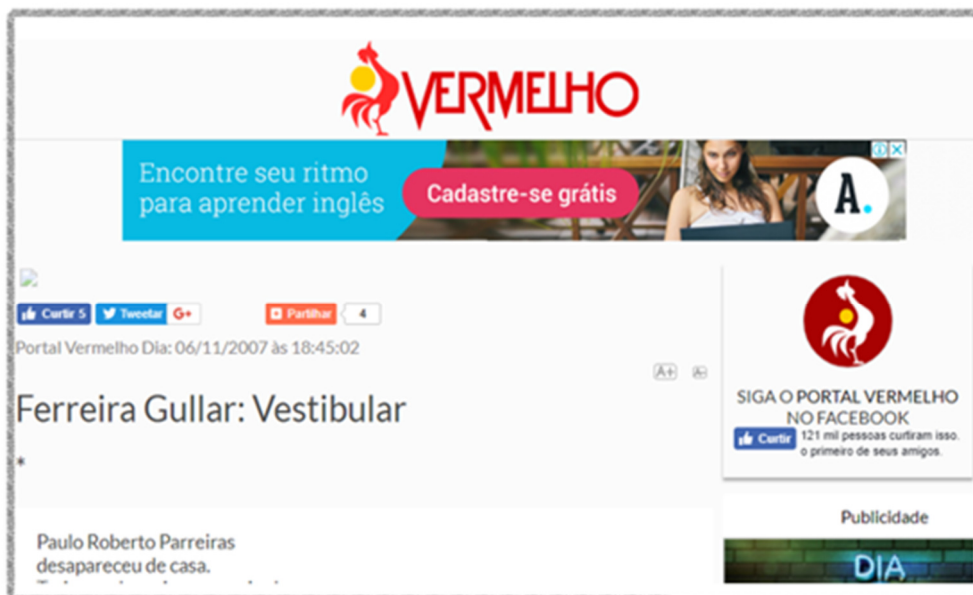 VERMELHO
Encontre seu ritmo
para aprender inglês
Cadastre-se grátis
A.
Curtir 5
Tweetar
G+
Partilhar
4
Portal Vermelho Dia: 06/11/2007 às 18:45:02
A+
A-
Ferreira Gullar: Vestibular
*
Paulo Roberto Parreiras
desapareceu de casa.
SIGA O PORTAL VERMELHO
NO FACEBOOK
Curtir
121 mil pessoas curtiram isso.
o primeiro de seus amigos.
Publicidade
DIA